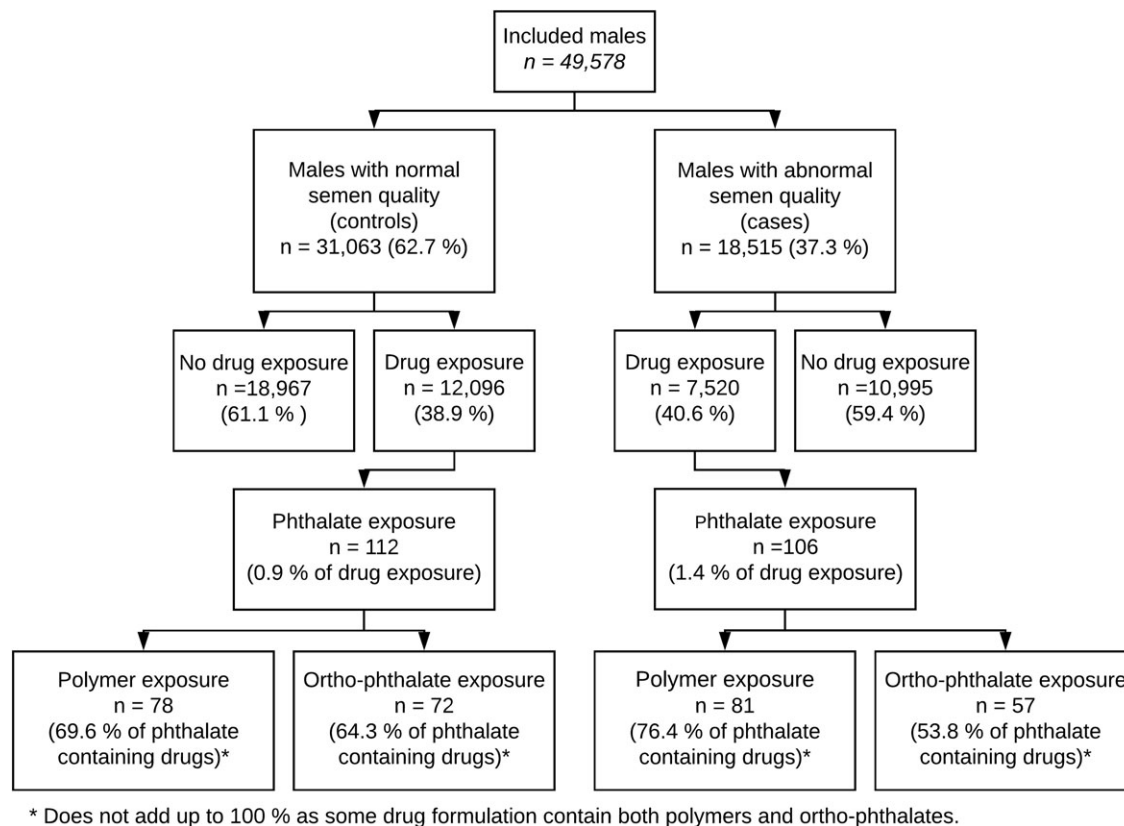 Included males
n = 49,578
Males with normal
semen quality
(controls)
n = 31,063 (62.7 %)
Males with abnormal
semen quality
(cases)
n = 18,515 (37.3 %)
No drug exposure
n =18,967
(61.1 % )
Drug exposure
n = 12,096
(38.9 %)
Drug exposure
n = 7,520
(40.6 %)
No drug exposure
n =10,995
(59.4 %)
Phthalate exposure
n = 112
(0.9 % of drug exposure)
Phthalate exposure
n =106
(1.4 % of drug exposure)
Polymer exposure
n = 78
(69.6 % of phthalate
containing drugs)*
Ortho-phthalate exposure
n = 72
(64.3 % of phthalate
containing drugs)*
Polymer exposure
n = 81
(76.4 % of phthalate
containing drugs)*
Ortho-phthalate exposure
n = 57
(53.8 % of phthalate
containing drugs)*
* Does not add up to 100 % as some drug formulation contain both polymers and ortho-phthalates.